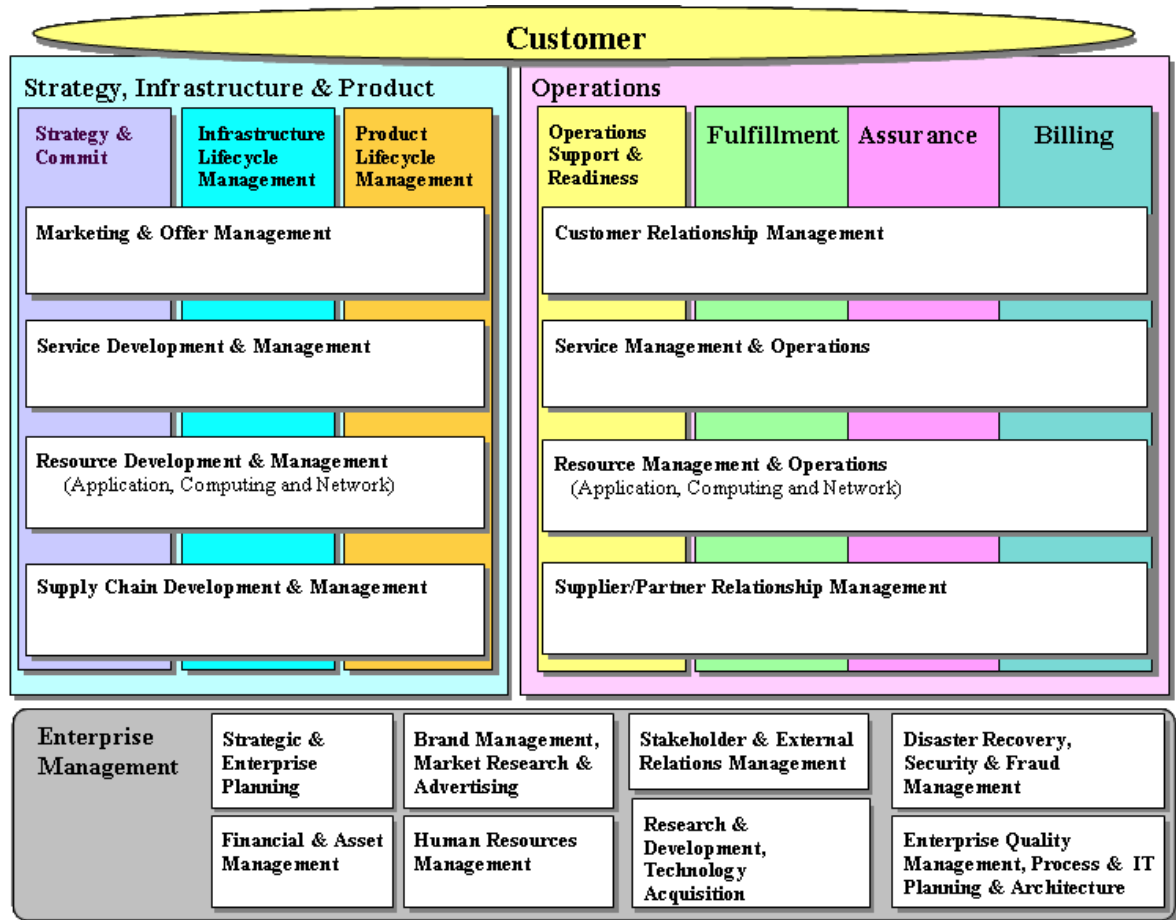 Customer
Strategy, Infrastructure & Product
Strategy &
Commit
Infrastructure
Lifecycle
Management
Product
Lifecycle
Management
Marketing & Offer Management
Service Development & Management
Resource Development & Management
(Application, Computing and Network)
Supply Chain Development & Management
Operations
Operations
Support &
Readiness
Fulfillment
Assurance
Billing
Customer Relationship Management
Service Management & Operations
Resource Management & Operations
(Application, Computing and Network)
Supplier/Partner Relationship Management
Enterprise
Management
Strategic &
Enterprise
Planning
Brand Management,
Market Research &
Advertising
Stakeholder & External
Relations Management
Disaster Recovery,
Security & Fraud
Management
Financial & Asset
Management
Human Resources
Management
Research &
Development,
Technology
Acquisition
Enterprise Quality
Management, Process & IT
Planning & Architecture